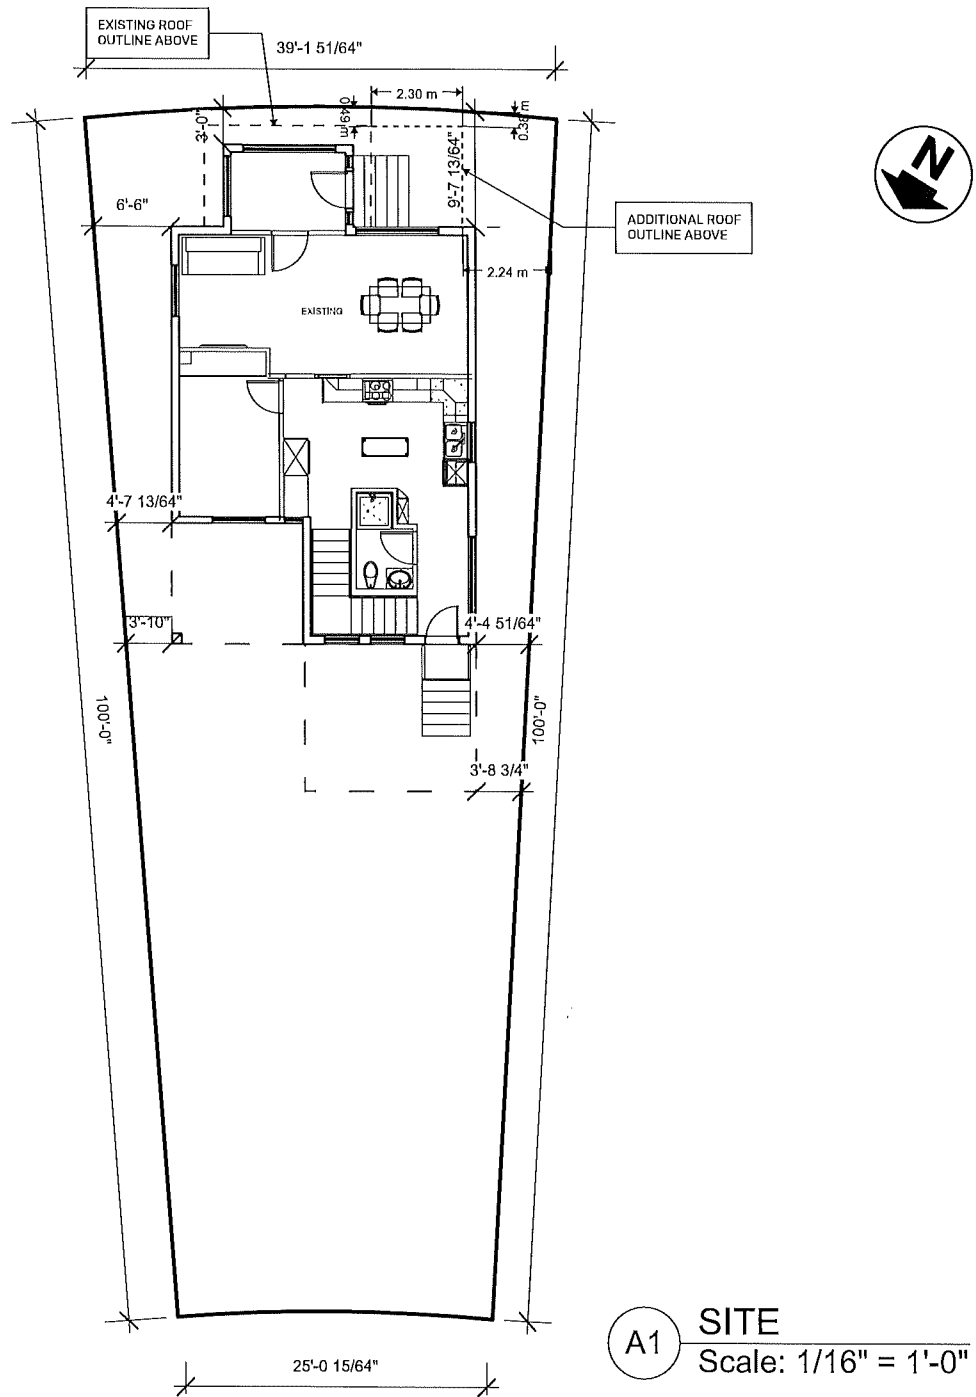 EXISTING ROOF
OUTLINE ABOVE
39'-1 51/64"
2.30 m
0.49 m
0.38 m
3'-0"
9'-7 13/64"
N
6'-6"
ADDITIONAL ROOF
OUTLINE ABOVE
2.24 m
EXISTING
4'-7 13/64"
3'-10"
4'-4 51/64"
100'-0"
100'-0"
3'-8 3/4"
25'-0 15/64"
A1
SITE
Scale: 1/16" = 1'-0"